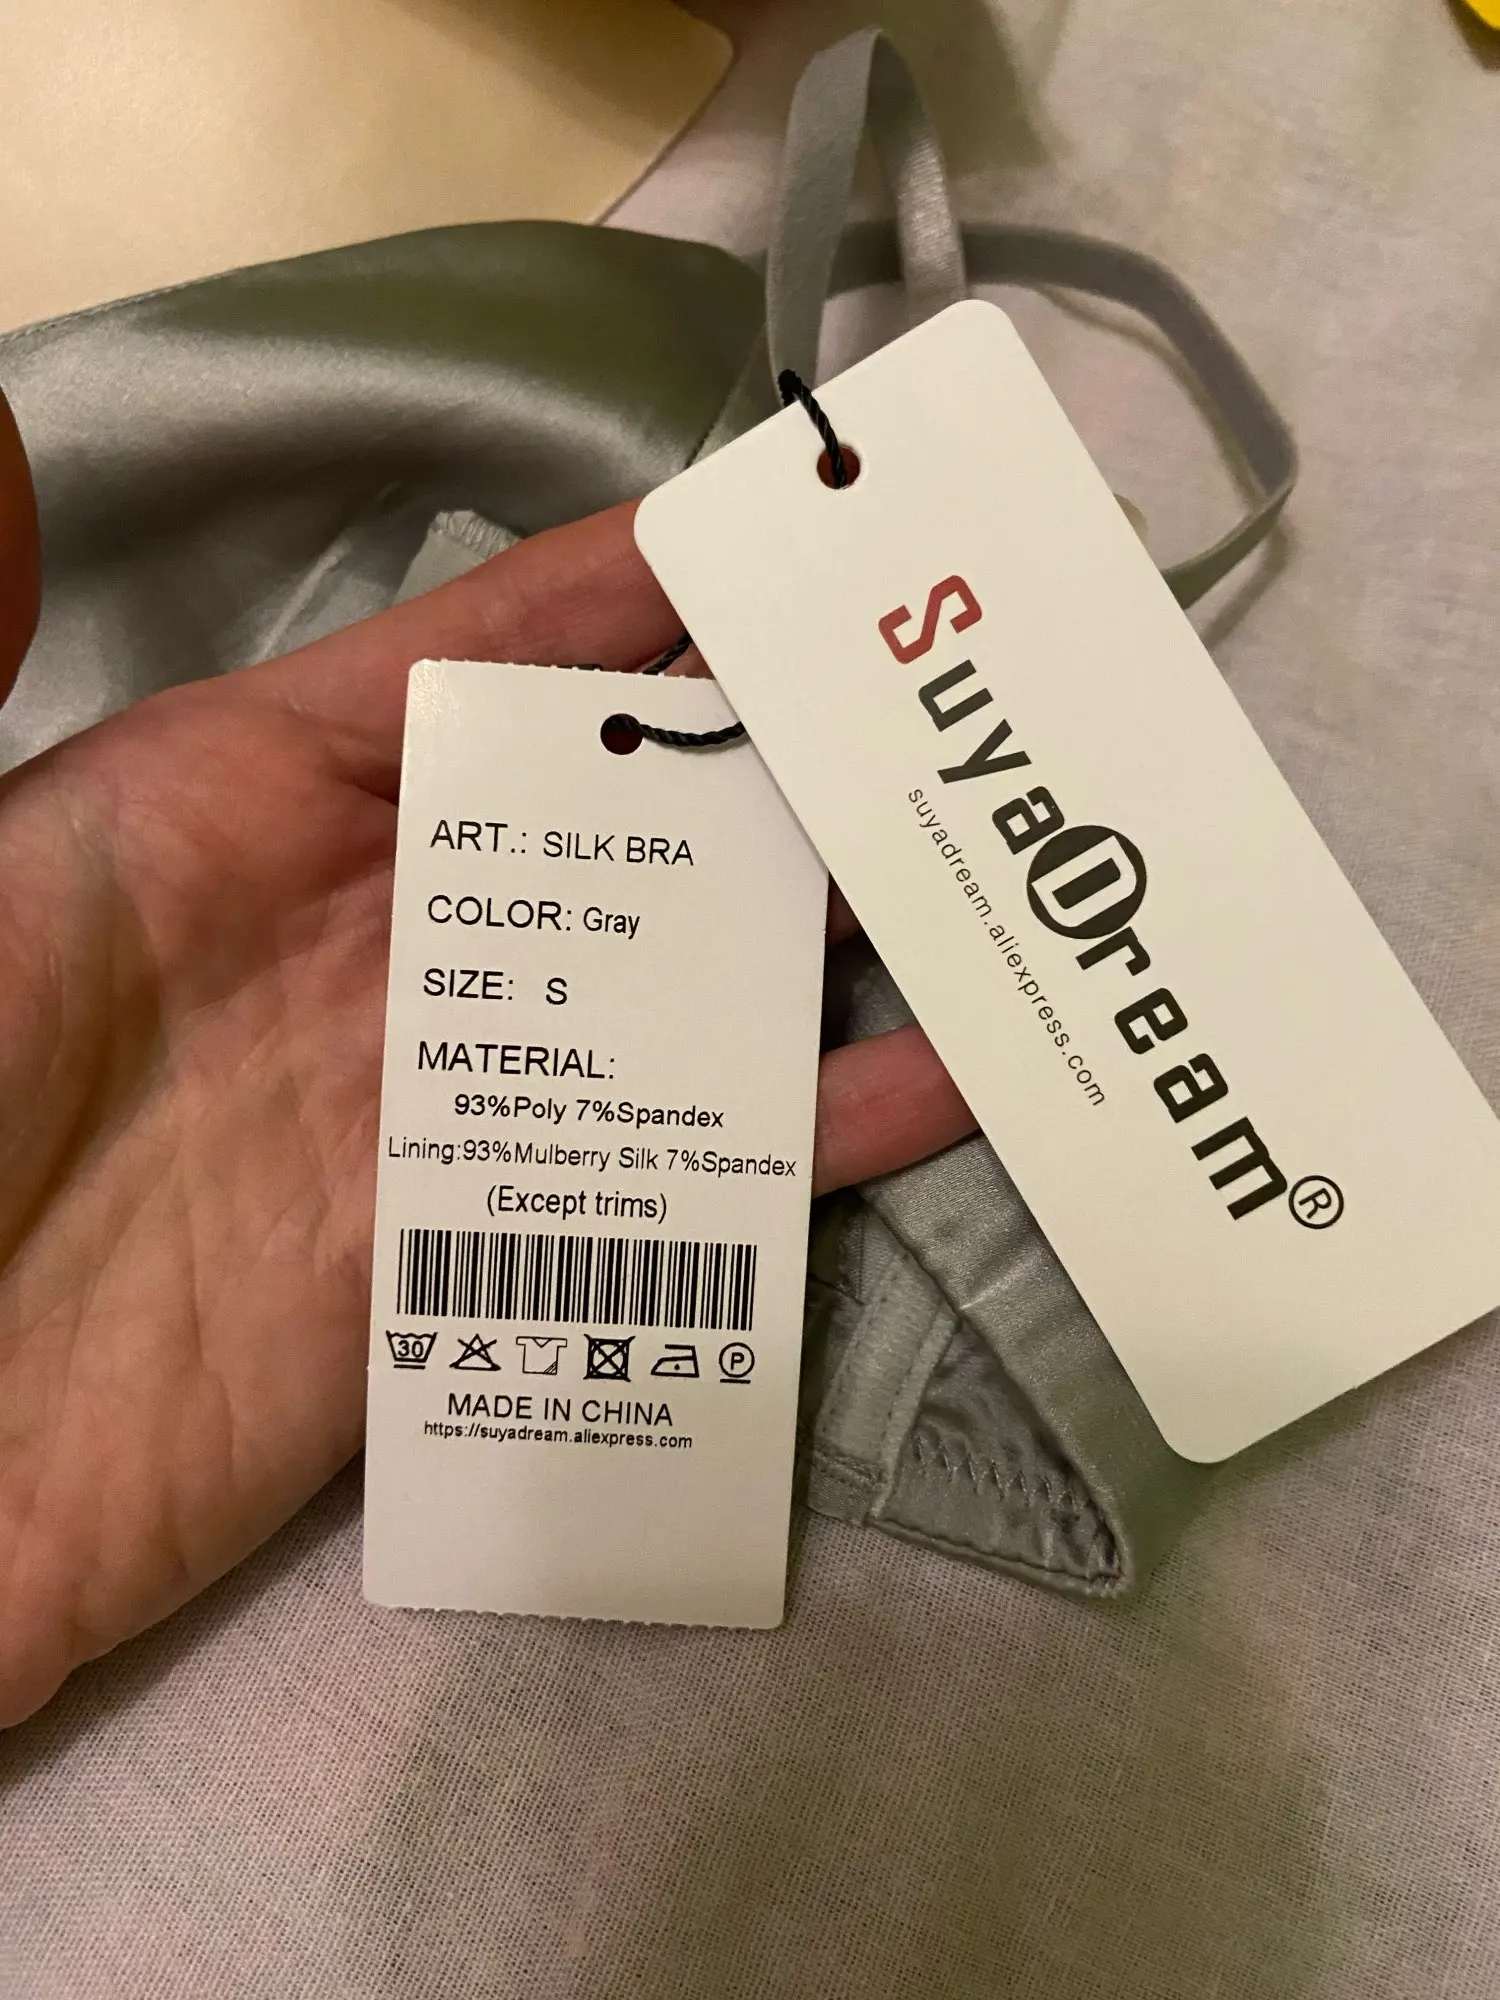 ART.: SILK BRA
COLOR: Gray
SIZE: S
MATERIAL:
93%Poly 7%Spandex
Lining:93%Mulberry Silk 7%Spandex
(Except trims)
30
P
MADE IN CHINA
https://suyadream.aliexpress.com
SuyaDream®
suyadream.aliexpress.com